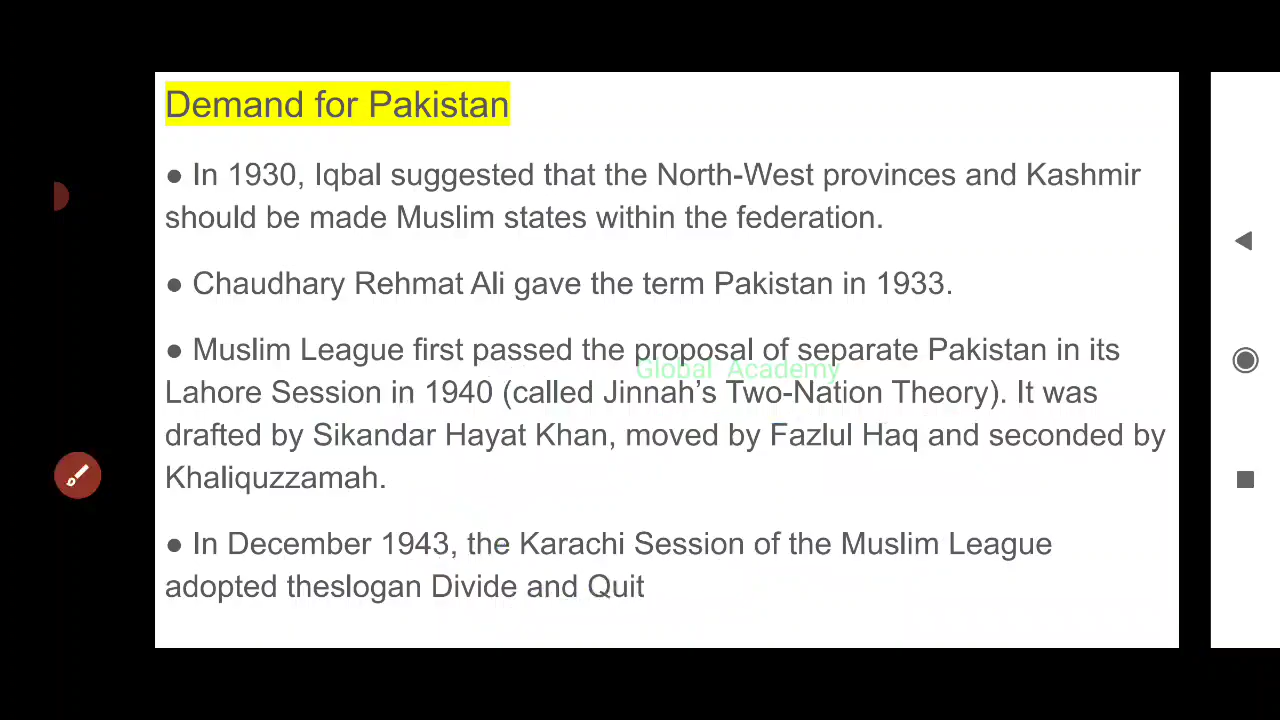 Demand for Pakistan
● In 1930, Iqbal suggested that the North-West provinces and Kashmir
should be made Muslim states within the federation.
● Chaudhary Rehmat Ali gave the term Pakistan in 1933.
● Muslim League first passed the proposal of separate Pakistan in its
Global Academy
Lahore Session in 1940 (called Jinnah’s Two-Nation Theory). It was
drafted by Sikandar Hayat Khan, moved by Fazlul Haq and seconded by
Khaliquzzamah.
● In December 1943, the Karachi Session of the Muslim League
adopted theslogan Divide and Quit